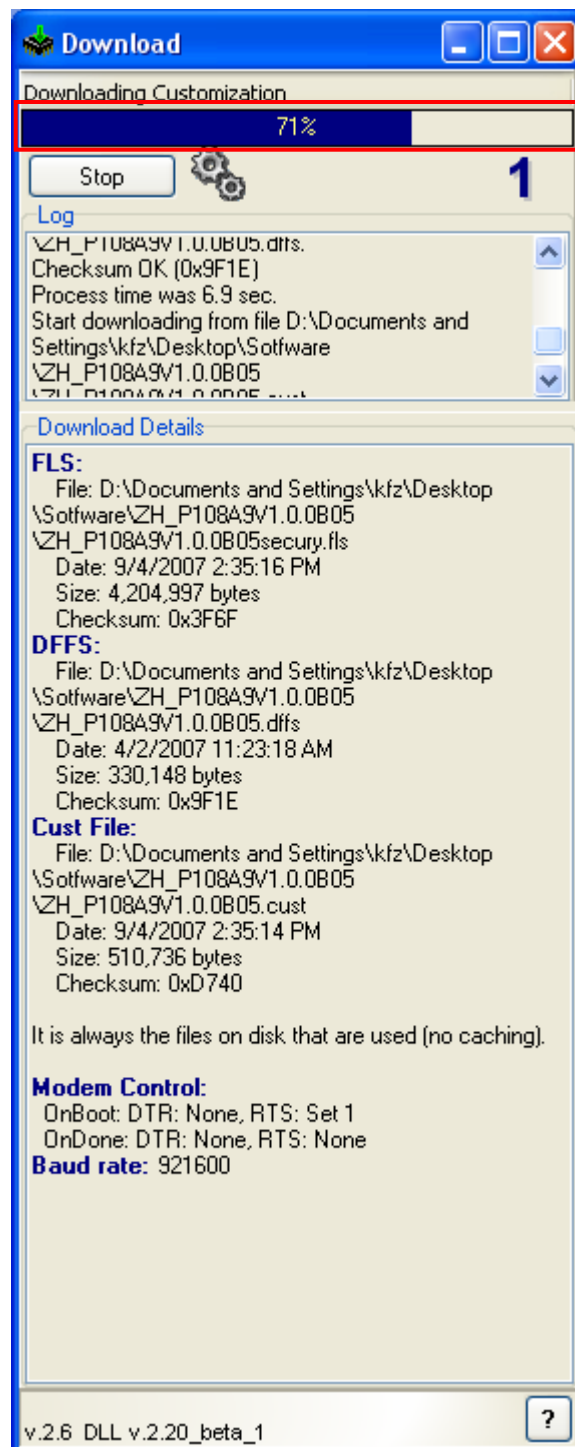 Download
Downloading Customization
71%
Stop
1
Log
\ZH_P108A9V1.0.0B05.dffs.
Checksum OK (0x9F1E)
Process time was 6.9 sec.
Start downloading from file D:\Documents and
Settings\kfz\Desktop\Sotfware
\ZH_P108A9V1.0.0B05
\ZH_P108A9V1.0.0B05.cust
Download Details
FLS:
File: D:\Documents and Settings\kfz\Desktop
\Sotfware\ZH_P108A9V1.0.0B05
\ZH_P108A9V1.0.0B05secury.fls
Date: 9/4/2007 2:35:16 PM
Size: 4,204,997 bytes
Checksum: 0x3F6F
DFFS:
File: D:\Documents and Settings\kfz\Desktop
\Sotfware\ZH_P108A9V1.0.0B05
\ZH_P108A9V1.0.0B05.dffs
Date: 4/2/2007 11:23:18 AM
Size: 330,148 bytes
Checksum: 0x9F1E
Cust File:
File: D:\Documents and Settings\kfz\Desktop
\Sotfware\ZH_P108A9V1.0.0B05
\ZH_P108A9V1.0.0B05.cust
Date: 9/4/2007 2:35:14 PM
Size: 510,736 bytes
Checksum: 0xD740
It is always the files on disk that are used (no caching).
Modem Control:
OnBoot: DTR: None, RTS: Set 1
OnDone: DTR: None, RTS: None
Baud rate: 921600
v.2.6 DLL v.2.20_beta_1
?